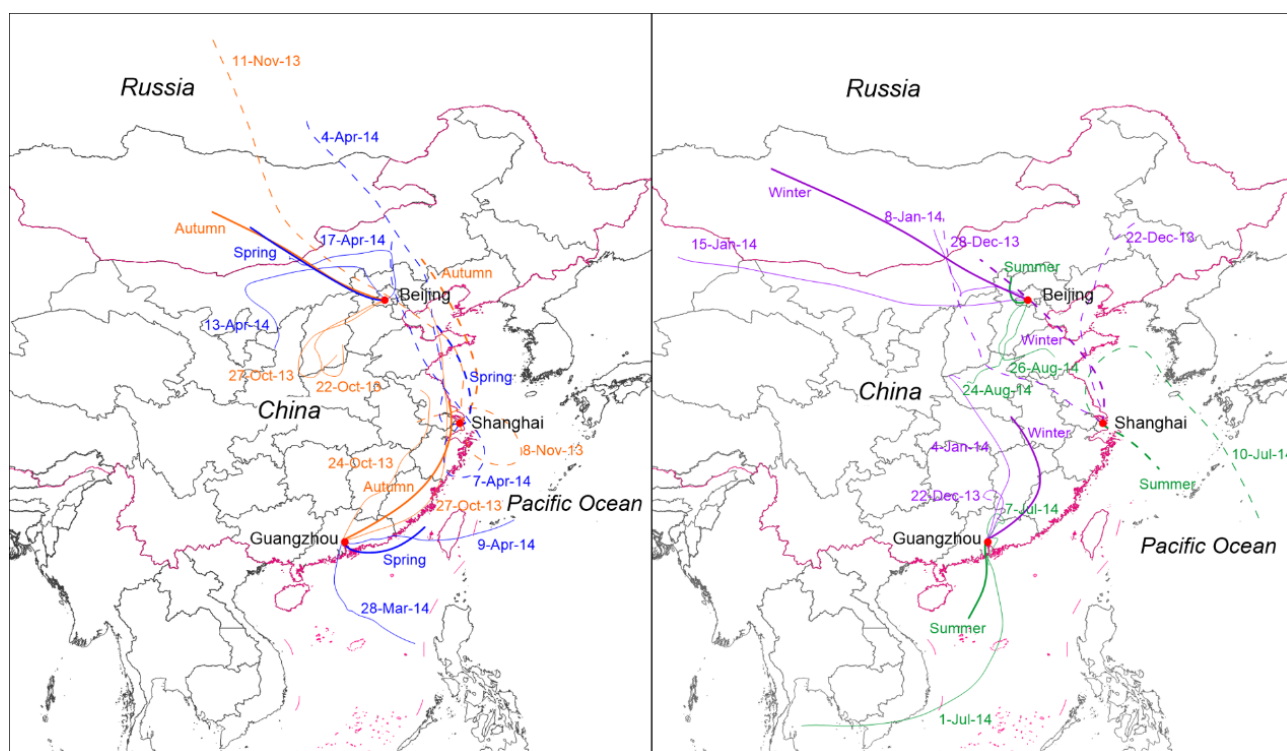 11-Nov-13
Russia
4-Apr-14
Autumn
Spring
17-Apr-14
Autumn
Beijing
13-Apr-14
27-Oct-13
22-Oct-13
Spring
China
Shanghai
8-Nov-13
24-Oct-13
7-Apr-14
Autumn
27-Oct-13
Pacific Ocean
Guangzhou
9-Apr-14
Spring
28-Mar-14
Russia
Winter
8-Jan-14
28-Dec-13
22-Dec-13
15-Jan-14
Summer
Beijing
Winter
26-Aug-14
24-Aug-14
China
Shanghai
Winter
4-Jan-14
10-Jul-14
Summer
22-Dec-13
7-Jul-14
Guangzhou
Pacific Ocean
Summer
1-Jul-14